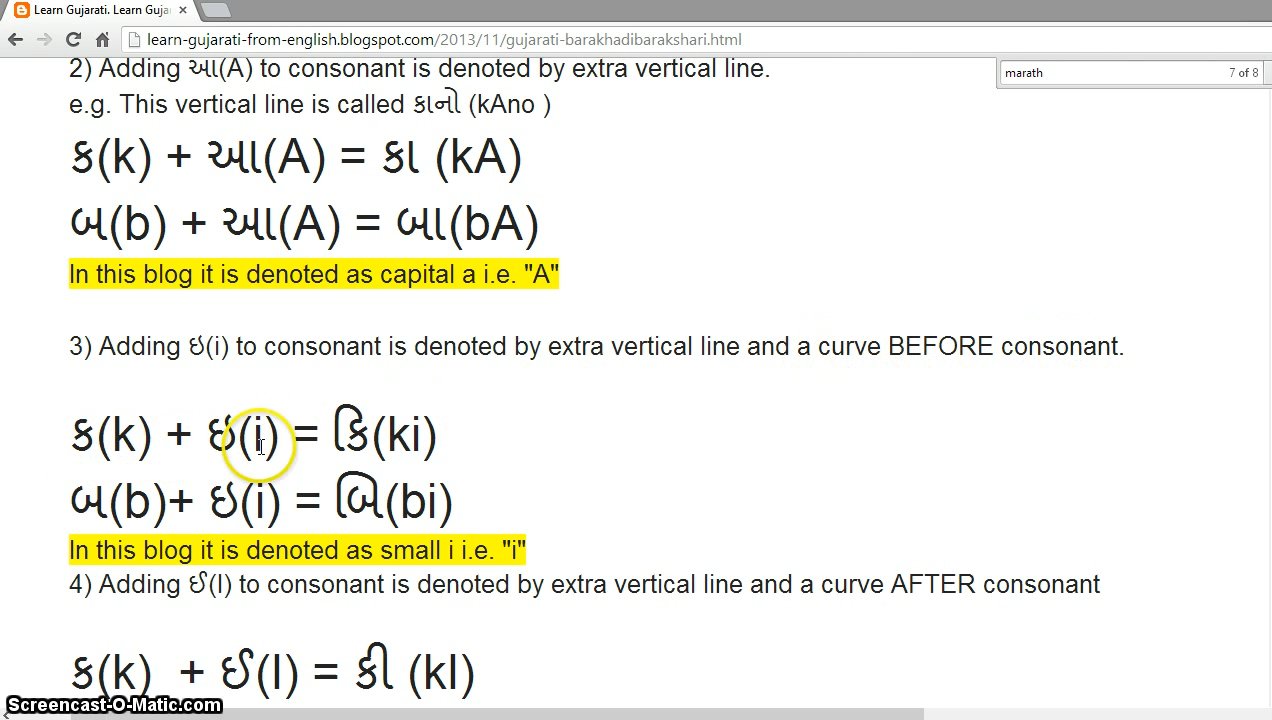 Learn Gujarati. Learn Guja
learn-gujarati-from-english.blogspot.com/2013/11/gujarati-barakhadibarakshari.html
marath 7 of 8
2) Adding આ(A) to consonant is denoted by extra vertical line.
e.g. This vertical line is called કાનો (kAno )
ક(k) + આ(A) = કા (kA)
બ(b) + આ(A) = બા(bA)
In this blog it is denoted as capital a i.e. "A"
3) Adding ઇ(i) to consonant is denoted by extra vertical line and a curve BEFORE consonant.
ક(k) + ઇ(i) = કિ(ki)
બ(b)+ ઇ(i) = બિ(bi)
In this blog it is denoted as small i i.e. "i"
4) Adding ઈ(I) to consonant is denoted by extra vertical line and a curve AFTER consonant
ક(k) + ઈ(I) = કી (kI)
Screencast-O-Matic.com